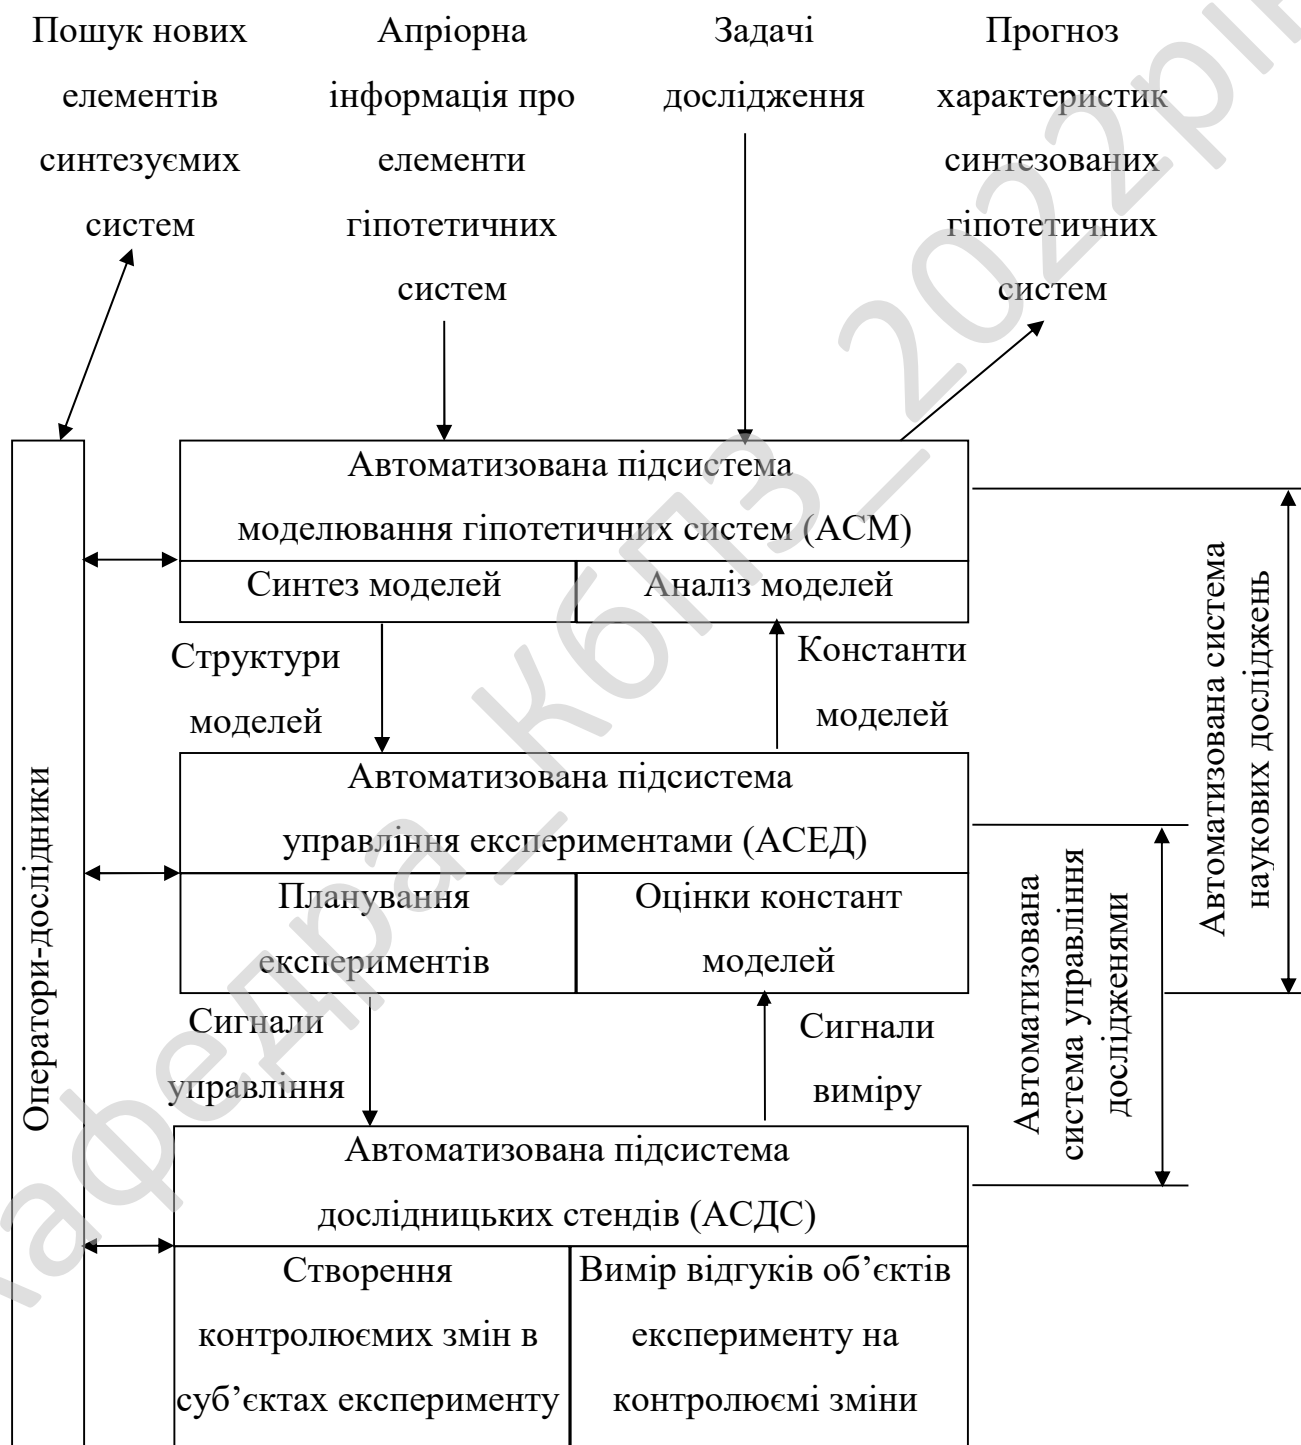 Пошук нових
елементів
синтезуємих
систем
Апріорна
інформація про
елементи
гіпотетичних
систем
Задачі
дослідження
Прогноз
характеристик
синтезованих
гіпотетичних
систем
Оператори-дослідники
Автоматизована підсистема
моделювання гіпотетичних систем (АСМ)
Синтез моделей
Аналіз моделей
Структури
моделей
Константи
моделей
Автоматизована підсистема
управління експериментами (АСЕД)
Планування
експериментів
Оцінки констант
моделей
Сигнали
управління
Сигнали
виміру
Автоматизована підсистема
дослідницьких стендів (АСДС)
Створення
контролюємих змін в
суб’єктах експерименту
Вимір відгуків об’єктів
експерименту на
контролюємі зміни
Автоматизована
система управління
дослідженями
Автоматизована система
наукових досліджень
кафедра_КбПЗ_2022рік